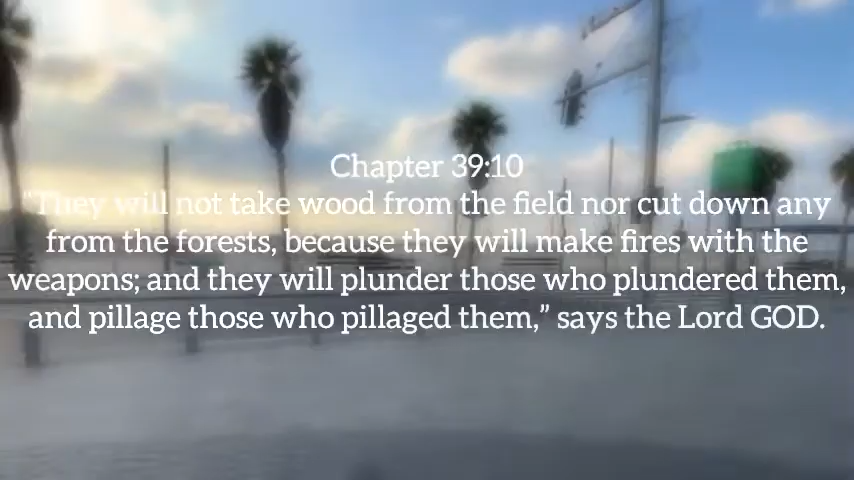 Chapter 39:10
“They will not take wood from the field nor cut down any
from the forests, because they will make fires with the
weapons; and they will plunder those who plundered them,
and pillage those who pillaged them,” says the Lord GOD.